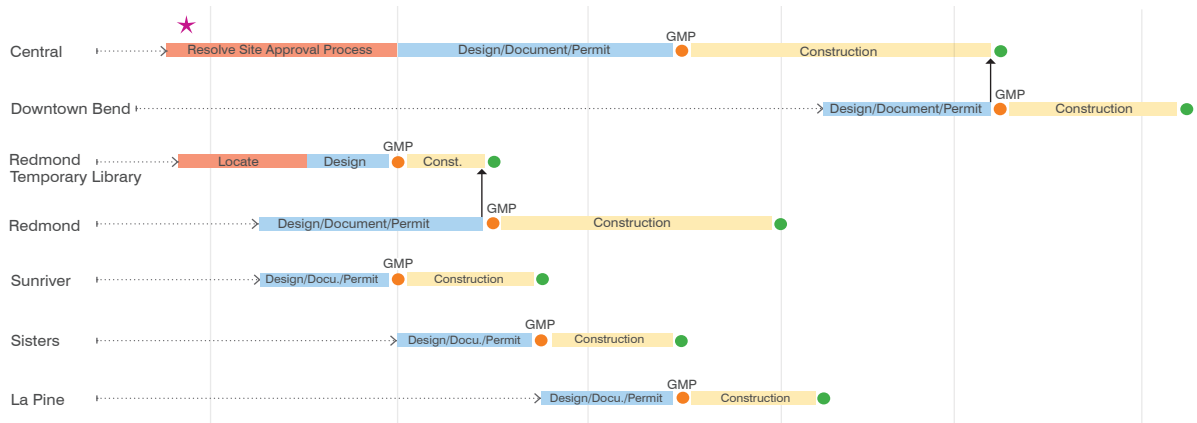 GMP
Central Resolve Site Approval Process Design/Document/Permit Construction
GMP
Downtown Bend Design/Document/Permit Construction
GMP
Redmond Locate Design Const.
Temporary Library
GMP
Redmond Design/Document/Permit Construction
GMP
Sunriver Design/Docu./Permit Construction
GMP
Sisters Design/Docu./Permit Construction
GMP
La Pine Design/Docu./Permit Construction